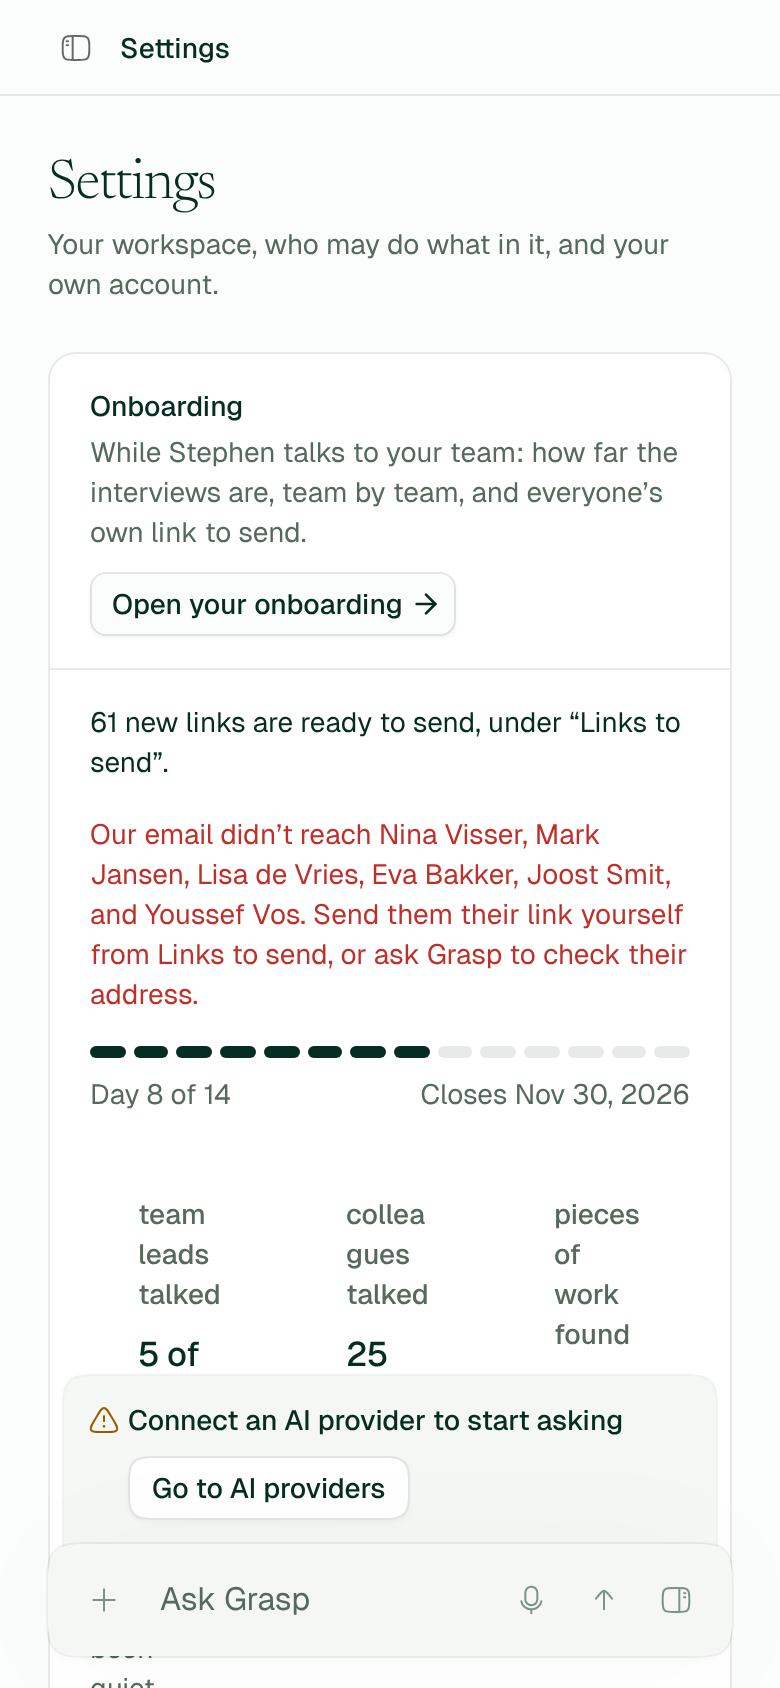 Settings
Settings
Your workspace, who may do what in it, and your
own account.
Onboarding
While Stephen talks to your team: how far the
interviews are, team by team, and everyone’s
own link to send.
Open your onboarding →
61 new links are ready to send, under “Links to
send”.
Our email didn’t reach Nina Visser, Mark
Jansen, Lisa de Vries, Eva Bakker, Joost Smit,
and Youssef Vos. Send them their link yourself
from Links to send, or ask Grasp to check their
address.
Day 8 of 14
Closes Nov 30, 2026
team
leads
talked
5 of
collea
gues
talked
25
pieces
of
work
found
Connect an AI provider to start asking
Go to AI providers
Ask Grasp
quiet